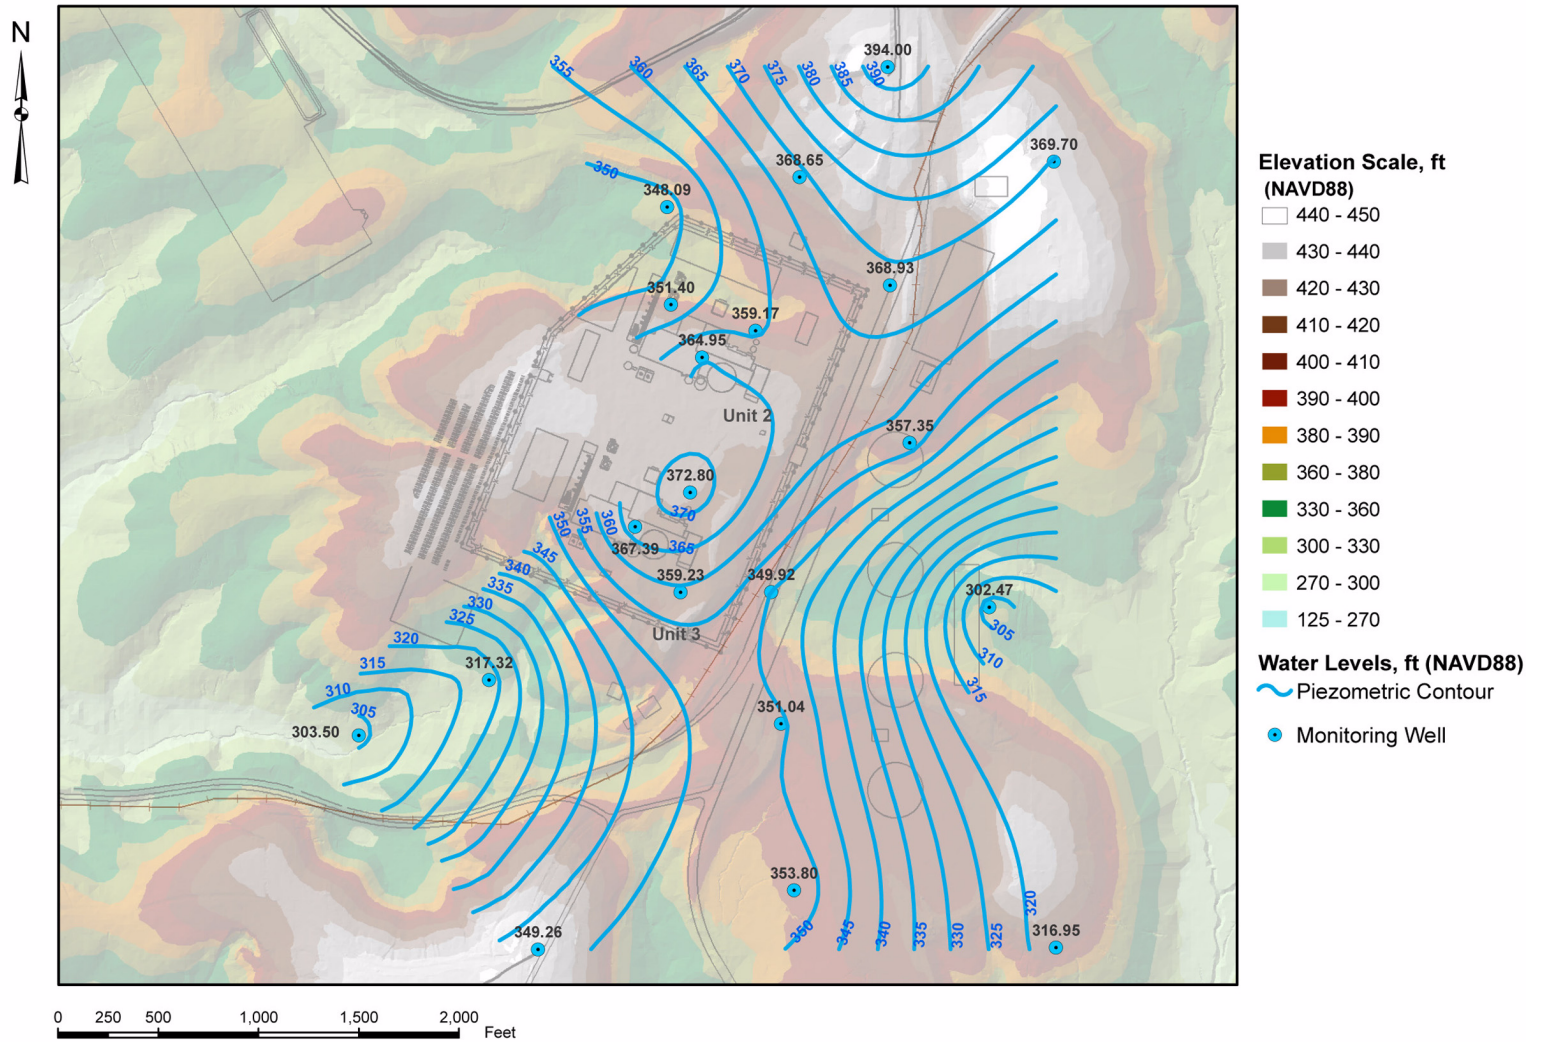 N
394.00
355
360
365
370
375
380
385
390
368.65
369.70
350
348.09
368.93
351.40
359.17
364.95
Unit 2
357.35
372.80
370
350
355
360
367.39
365
345
340
335
330
325
359.23
349.92
302.47
305
310
315
Unit 3
320
315
310
305
317.32
303.50
351.04
353.80
350
345
340
335
330
325
320
316.95
349.26
Elevation Scale, ft
(NAVD88)
440 - 450
430 - 440
420 - 430
410 - 420
400 - 410
390 - 400
380 - 390
360 - 380
330 - 360
300 - 330
270 - 300
125 - 270
Water Levels, ft (NAVD88)
Piezometric Contour
Monitoring Well
0 250 500 1,000 1,500 2,000
Feet